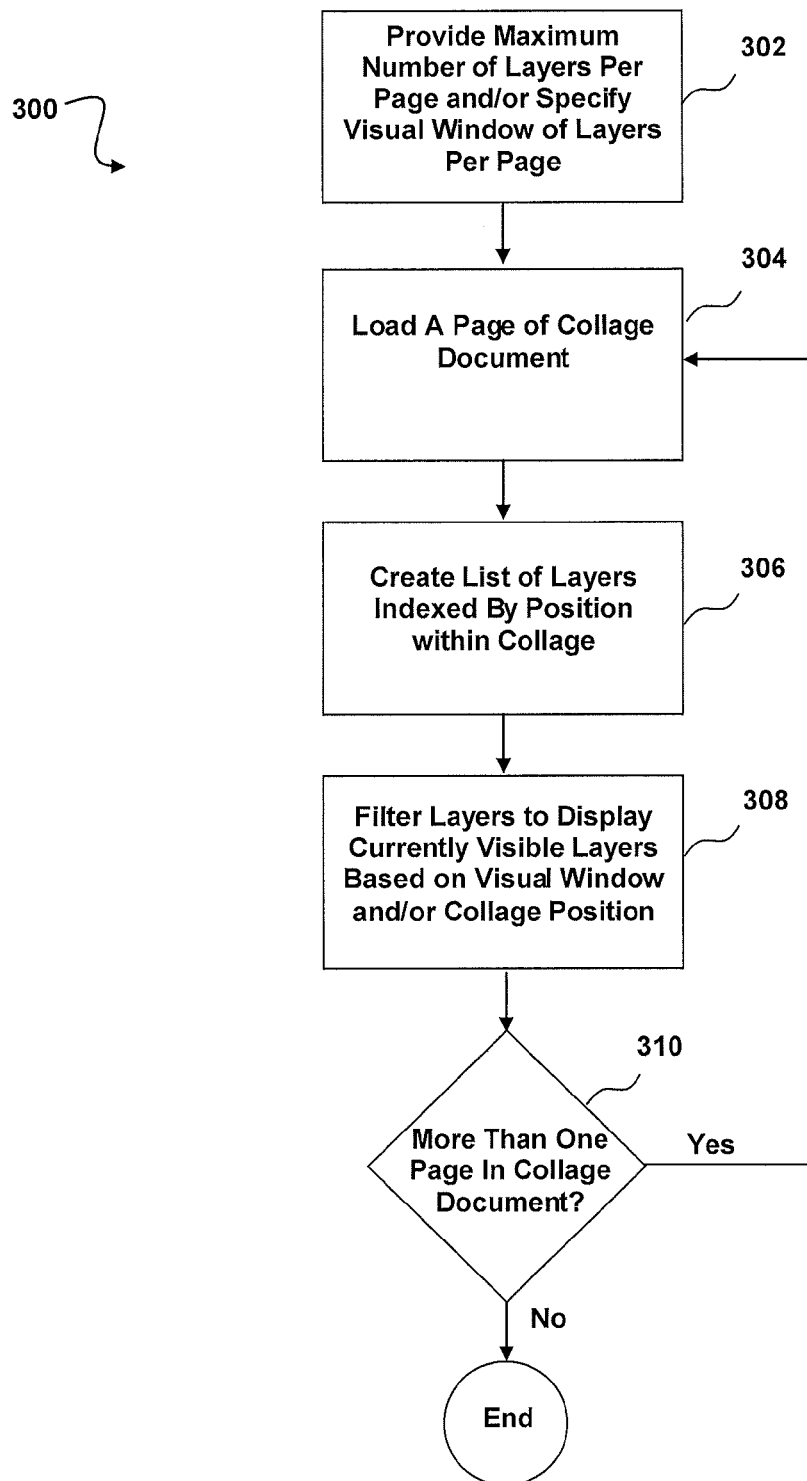 Provide Maximum
Number of Layers Per
Page and/or Specify
Visual Window of Layers
Per Page
302
300
304
Load A Page of Collage
Document
306
Create List of Layers
Indexed By Position
within Collage
308
Filter Layers to Display
Currently Visible Layers
Based on Visual Window
and/or Collage Position
310
More Than One
Page In Collage
Document?
Yes
No
End